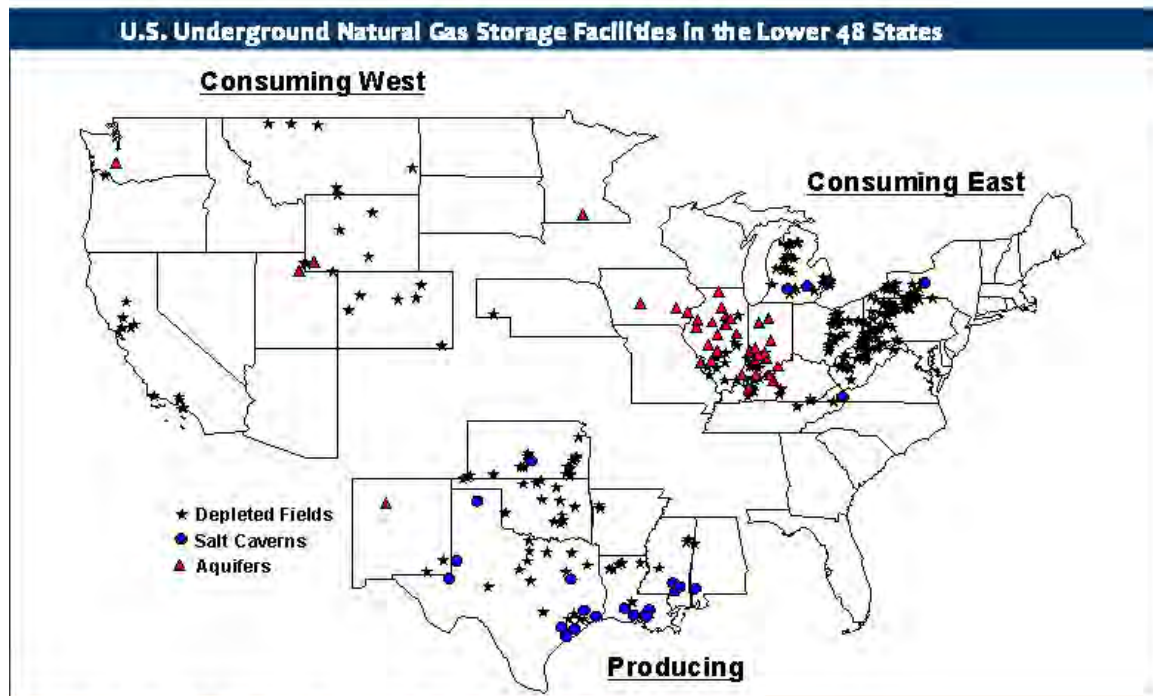 U.S. Underground Natural Gas Storage Facilities in the Lower 48 States
Consuming West
Consuming East
Depleted Fields
Salt Caverns
Aquifers
Producing